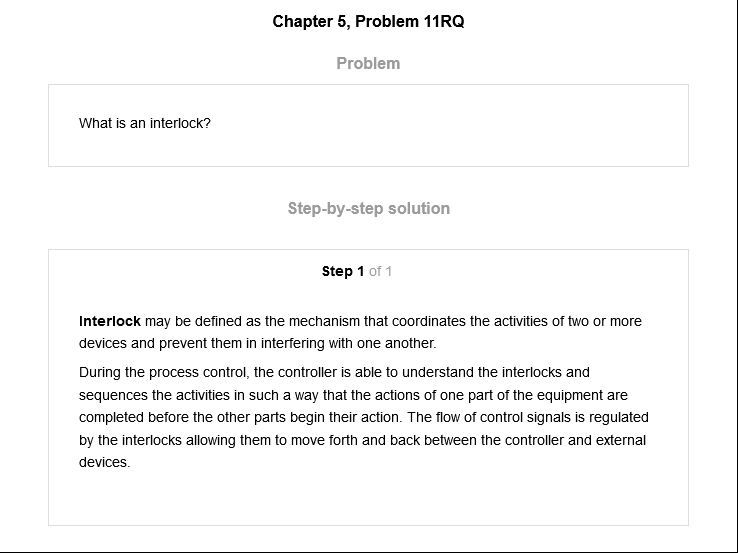 Chapter 5, Problem 11RQ
Problem
What is an interlock?
Step-by-step solution
Step 1 of 1
Interlock may be defined as the mechanism that coordinates the activities of two or more
devices and prevent them in interfering with one another.
During the process control, the controller is able to understand the interlocks and
sequences the activities in such a way that the actions of one part of the equipment are
completed before the other parts begin their action. The flow of control signals is regulated
by the interlocks allowing them to move forth and back between the controller and external
devices.